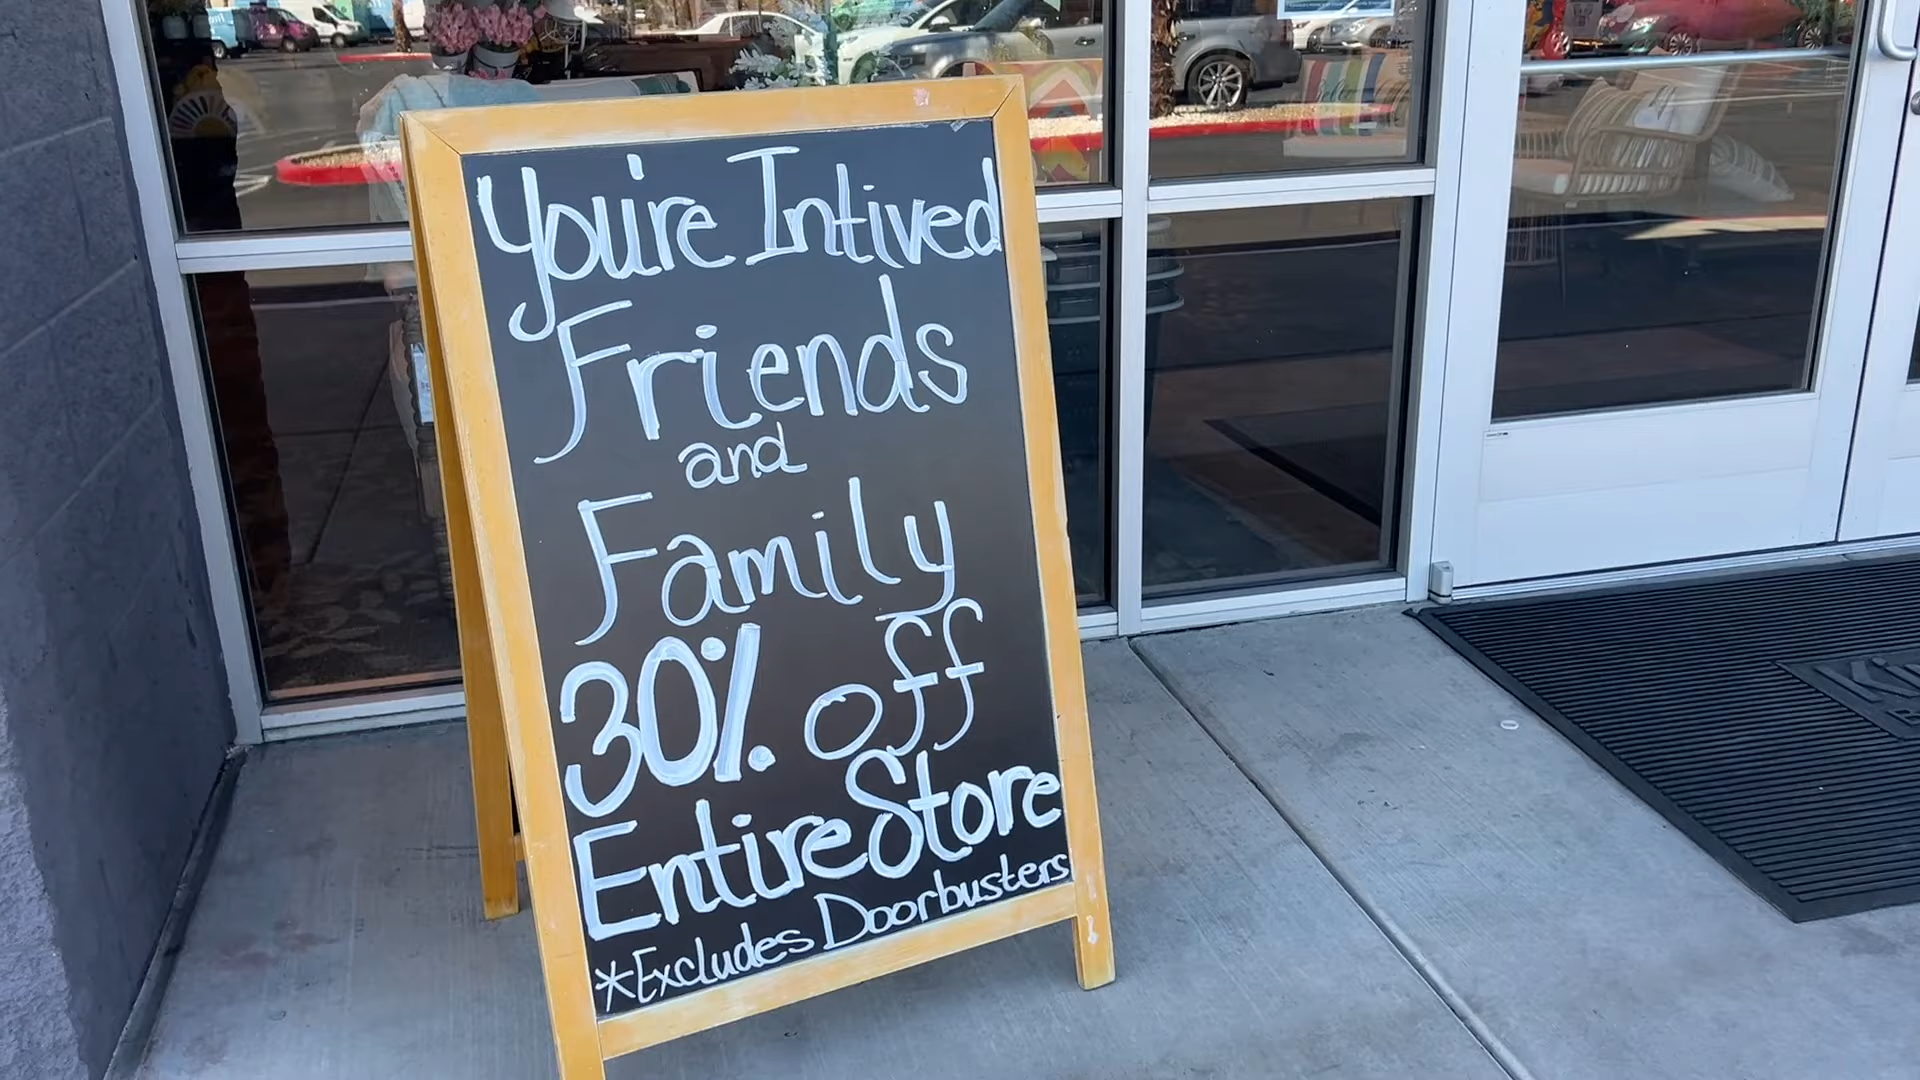 You're Intived
Friends
and
Family
30% off
Entire Store
*Excludes Doorbusters